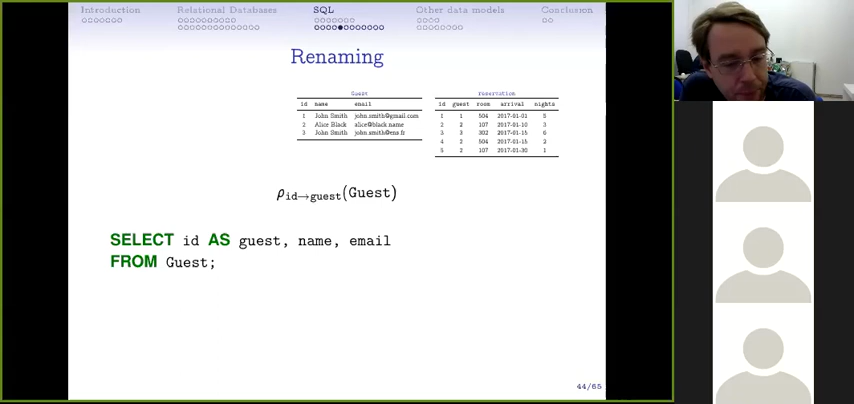 Introduction Relational Databases SQL Other data models Conclusion
Renaming
Guest
id name email
1 John Smith john.smith@gmail.com
2 Alice Black alice@black.name
3 John Smith john.smith@ens.fr
reservation
id guest room arrival nights
1 1 504 2017-01-01 5
2 2 107 2017-01-10 3
3 3 302 2017-01-15 6
4 2 504 2017-01-15 2
5 2 107 2017-01-30 1
ρid→guest(Guest)
SELECT id AS guest, name, email
FROM Guest;
44/65